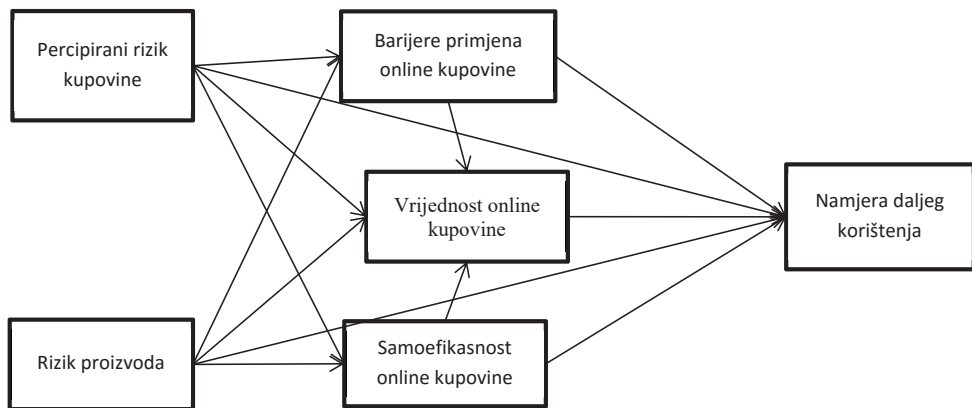 Percipirani rizik
kupovine
Barijere primjena
online kupovine
Vrijednost online
kupovine
Namjera daljeg
korištenja
Rizik proizvoda
Samoefikasnost
online kupovine